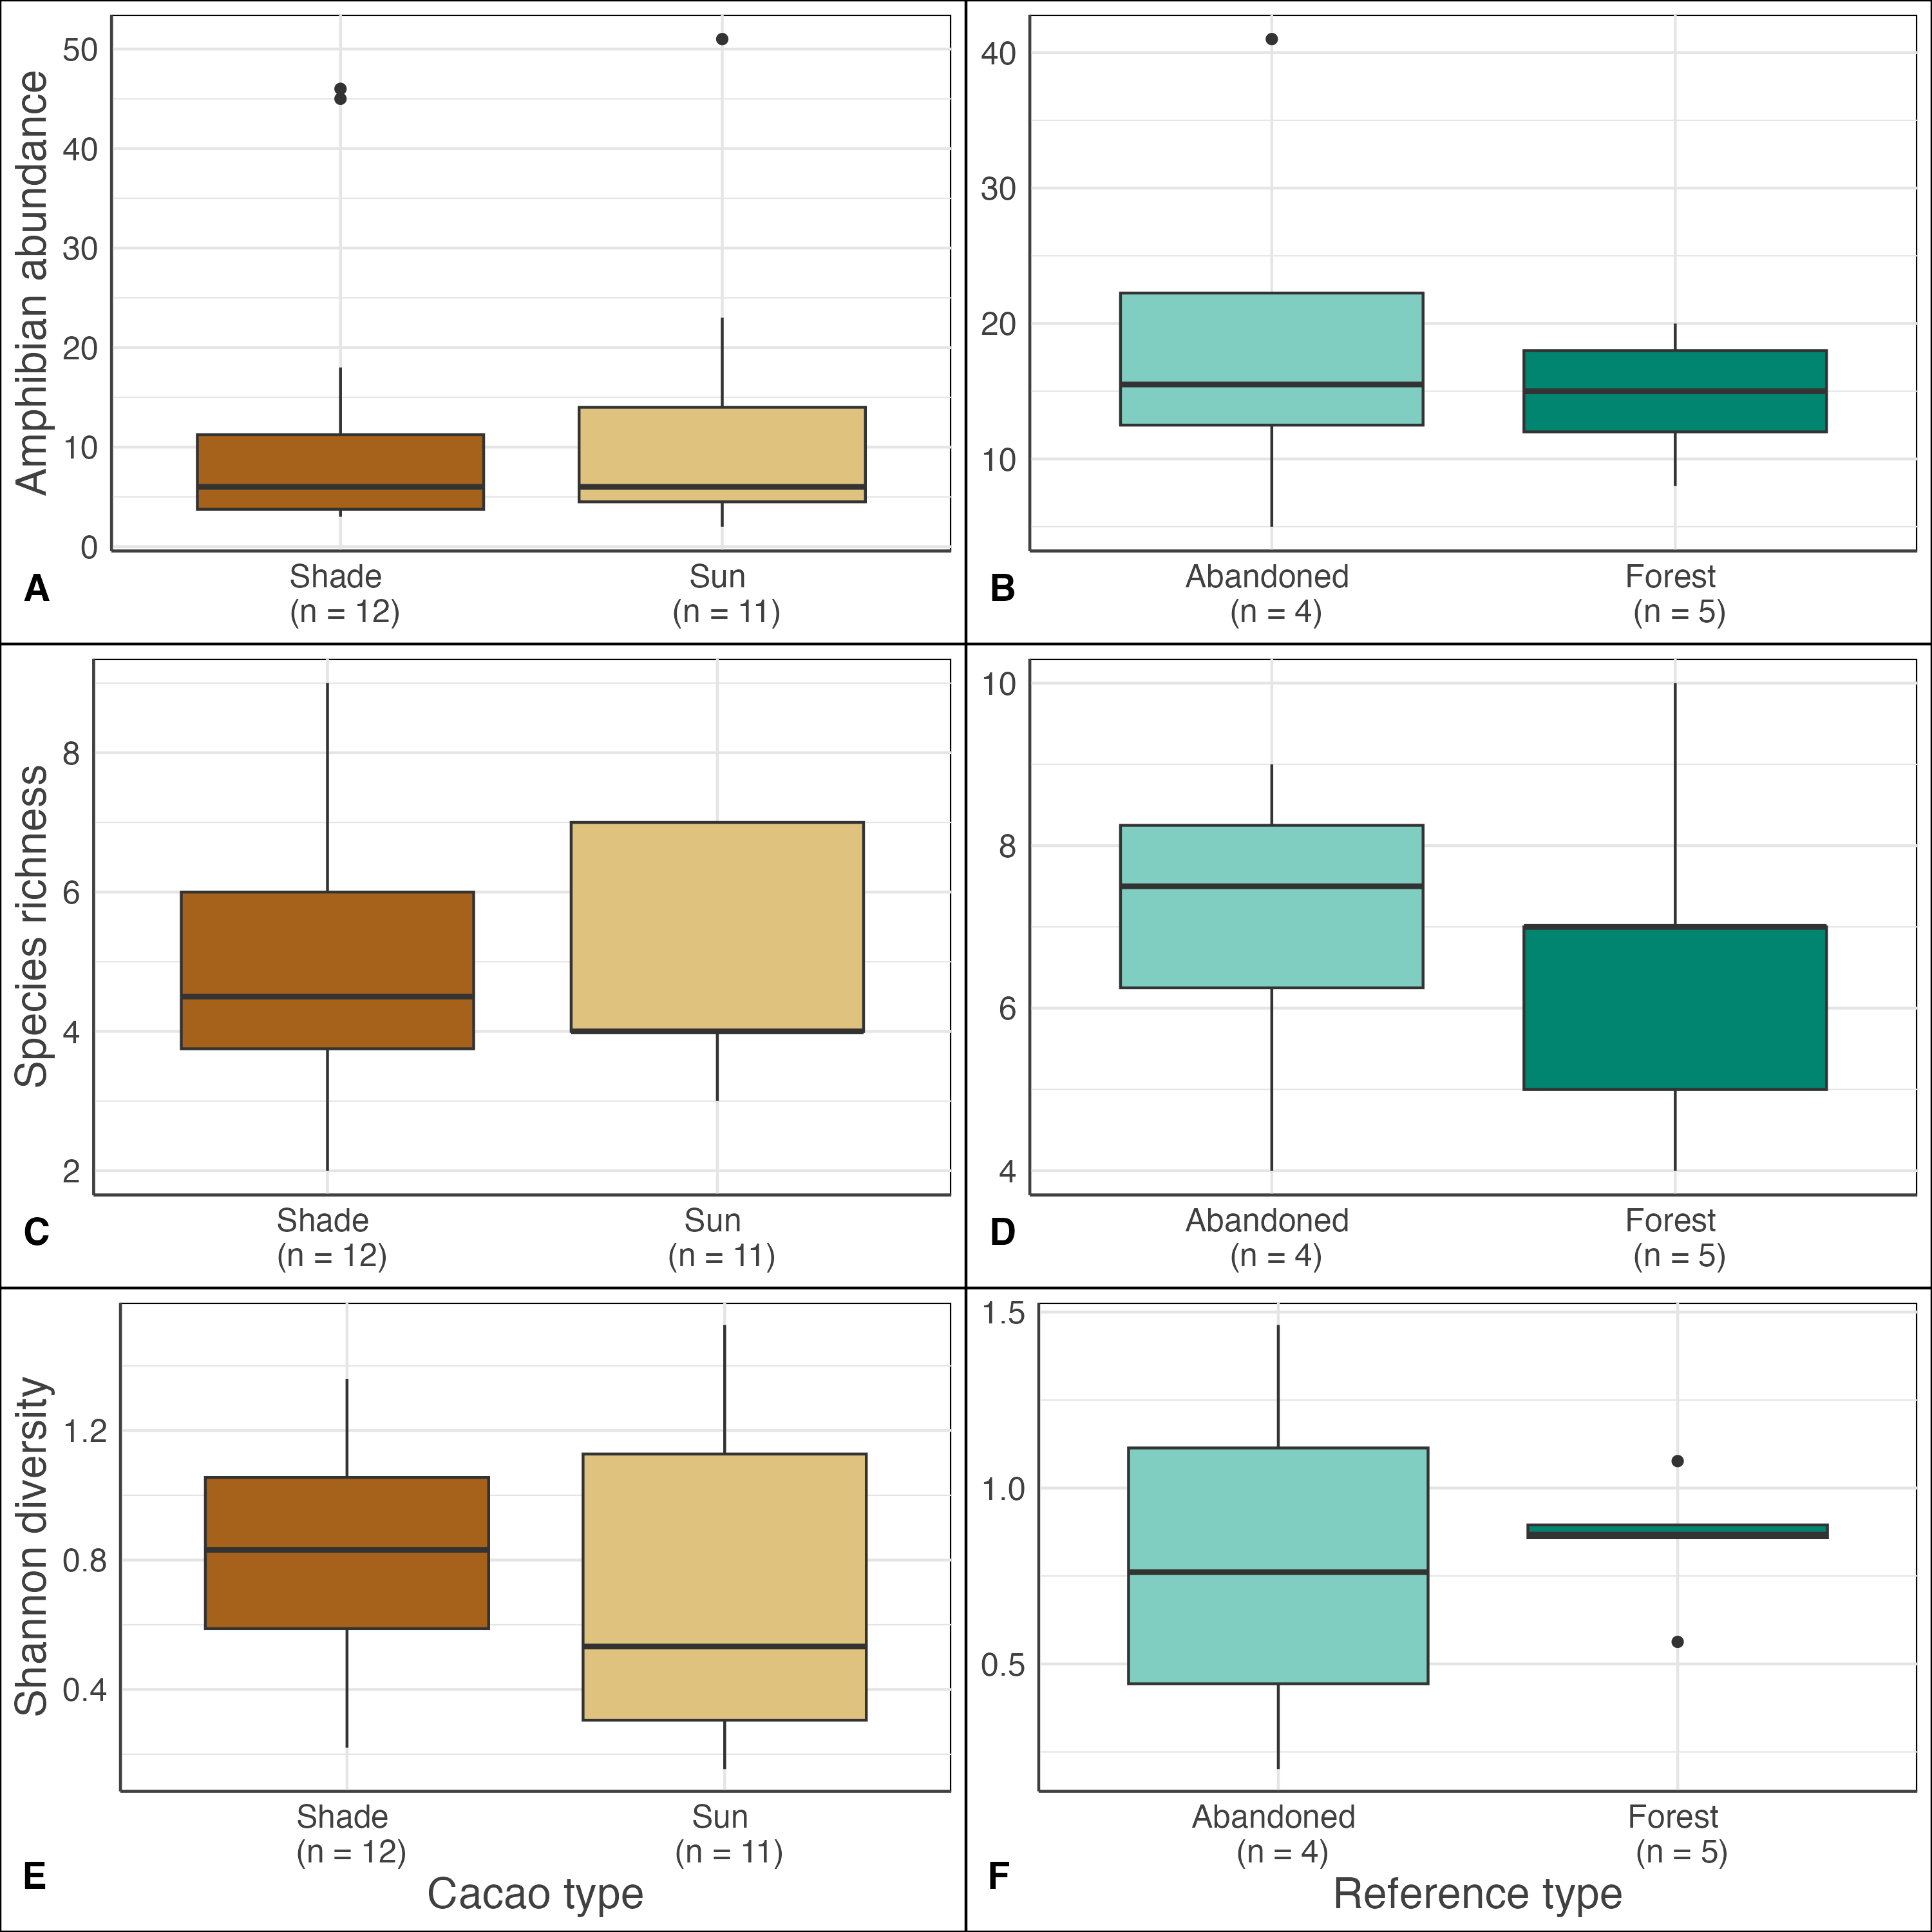 Amphibian abundance
50
40
30
20
10
0
Shade
(n = 12)
Sun
(n = 11)
A
40
30
20
10
Abandoned
(n = 4)
Forest
(n = 5)
B
Species richness
8
6
4
2
Shade
(n = 12)
Sun
(n = 11)
C
10
8
6
4
Abandoned
(n = 4)
Forest
(n = 5)
D
Shannon diversity
1.2
0.8
0.4
Shade
(n = 12)
Sun
(n = 11)
E
Cacao type
1.5
1.0
0.5
Abandoned
(n = 4)
Forest
(n = 5)
F
Reference type